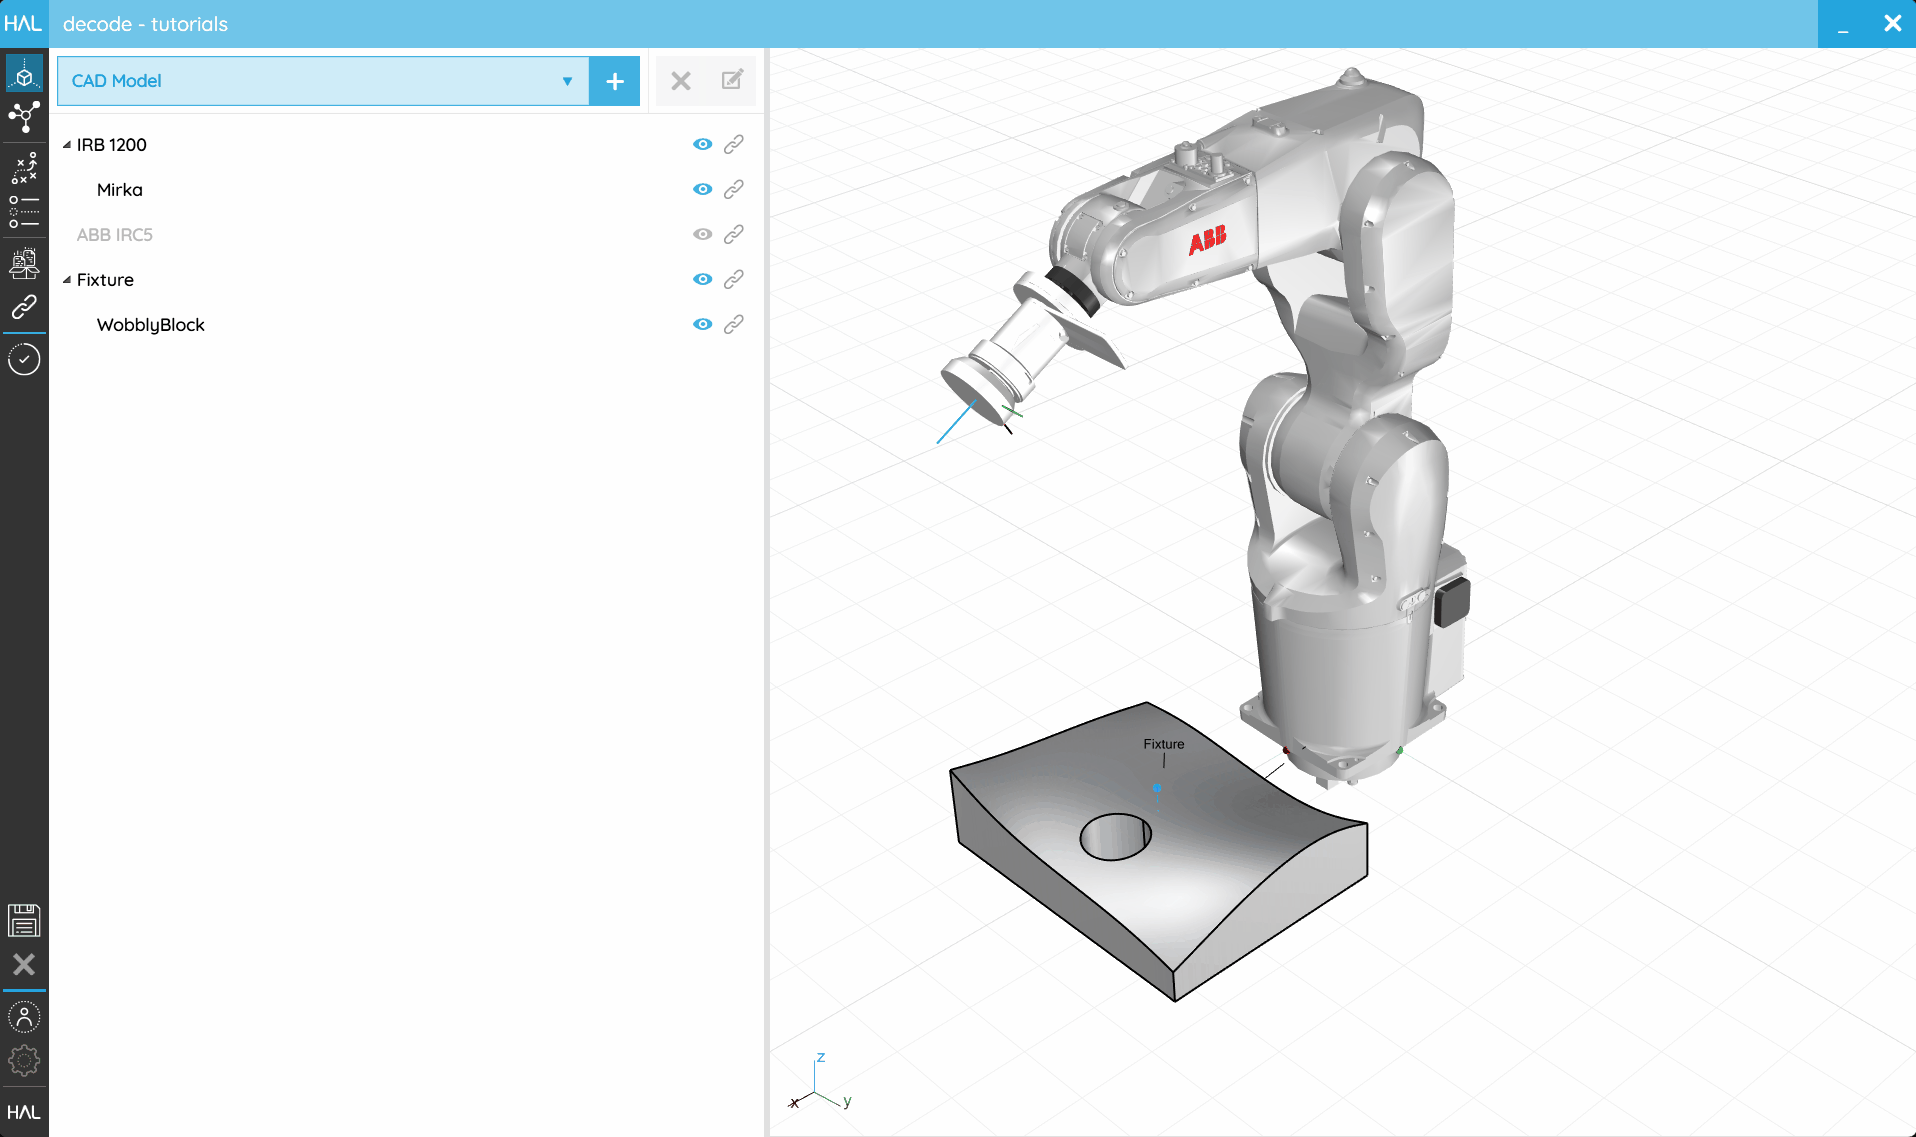 HAL decode - tutorials
CAD Model
IRB 1200
Mirka
ABB IRC5
Fixture
WobblyBlock
ABB
Fixture
z
x
y
HAL